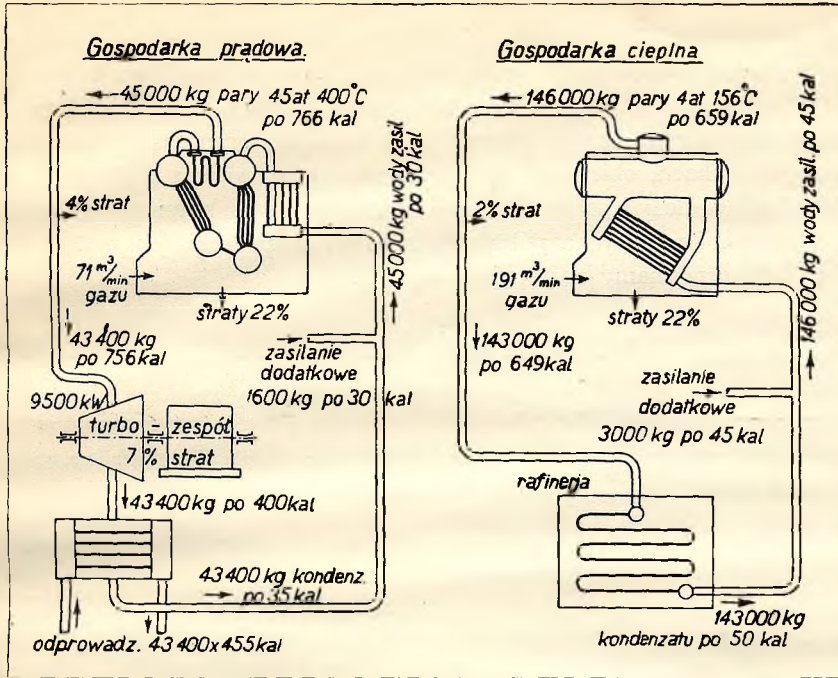 Gospodarka prądowa.
45000 kg pary 45at 400°C
po 766 kal
4% strat
71 m³/min
gazu
straty 22%
45000 kg wody zasil.
po 30 kal
43400 kg
po 756 kal
zasilanie
dodatkowe
1600 kg po 30 kal
9500 kW
turbo - zespół
7% strat
43400 kg po 400 kal
43400 kg kondenz.
po 35 kal
odprowadz. 43400x455kal
Gospodarka cieplna
146000 kg pary 4at 156°C
po 659 kal
2% strat
191 m³/min
gazu
straty 22%
146000 kg wody zasil. po 45 kal
143000 kg
po 649 kal
zasilanie
dodatkowe
3000 kg po 45 kal
rafineria
143000 kg
kondenzatu po 50 kal